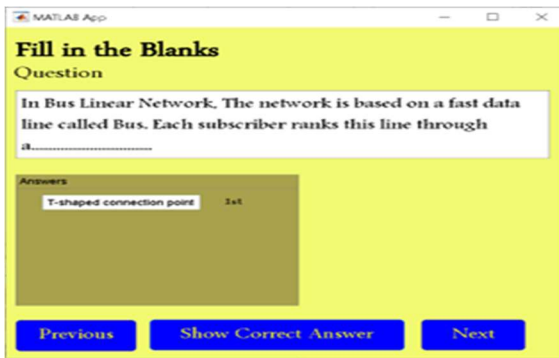 MATLAB App
Fill in the Blanks
Question
In Bus Linear Network, The network is based on a fast data
line called Bus. Each subscriber ranks this line through
a............................
Answers
T-shaped connection point 1st
Previous Show Correct Answer Next